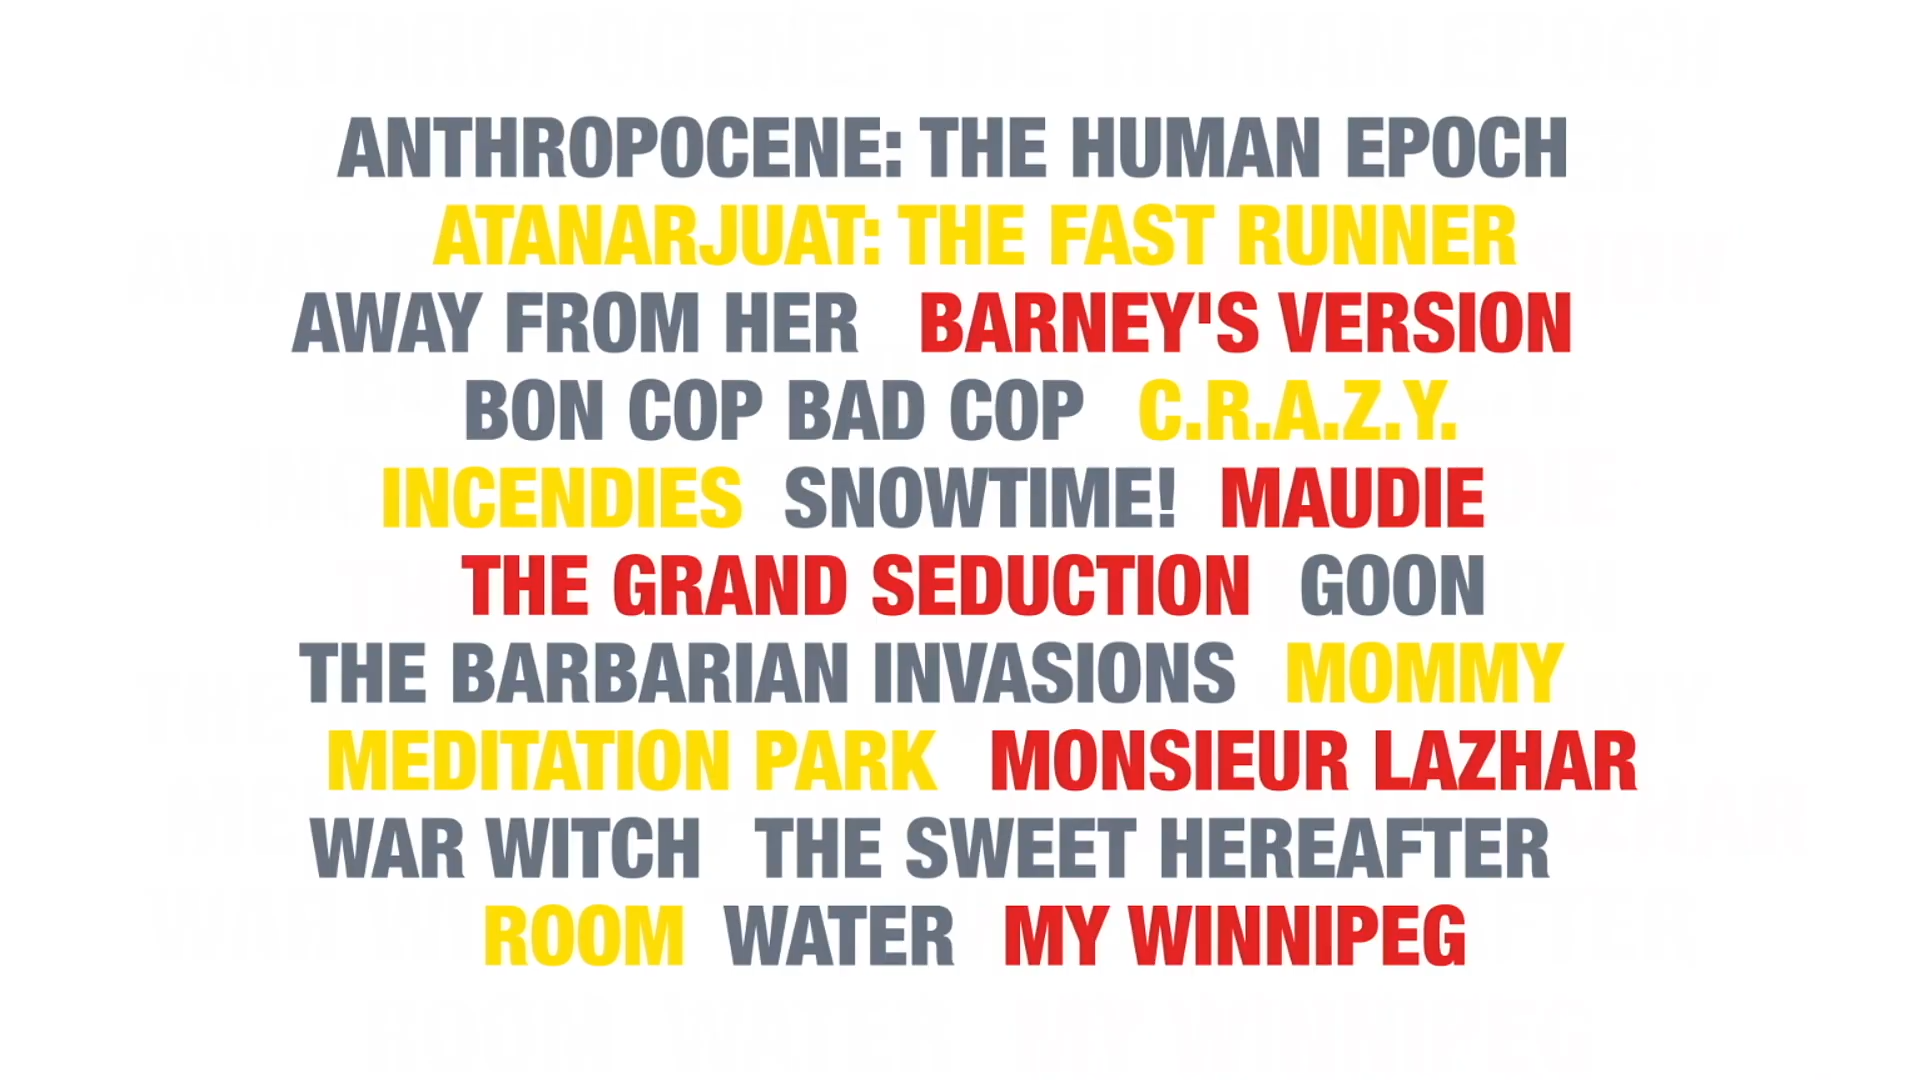 ANTHROPOCENE: THE HUMAN EPOCH
ATANARJUAT: THE FAST RUNNER
AWAY FROM HER BARNEY'S VERSION
BON COP BAD COP C.R.A.Z.Y.
INCENDIES SNOWTIME! MAUDIE
THE GRAND SEDUCTION GOON
THE BARBARIAN INVASIONS MOMMY
MEDITATION PARK MONSIEUR LAZHAR
WAR WITCH THE SWEET HEREAFTER
ROOM WATER MY WINNIPEG